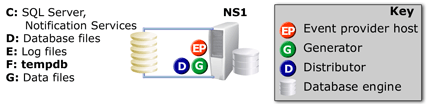 C: SQL Server,
Notification Services
D: Database files
E: Log files
F: tempdb
G: Data files
NS1
EP
D
G
Key
EP Event provider host
G Generator
D Distributor
Database engine